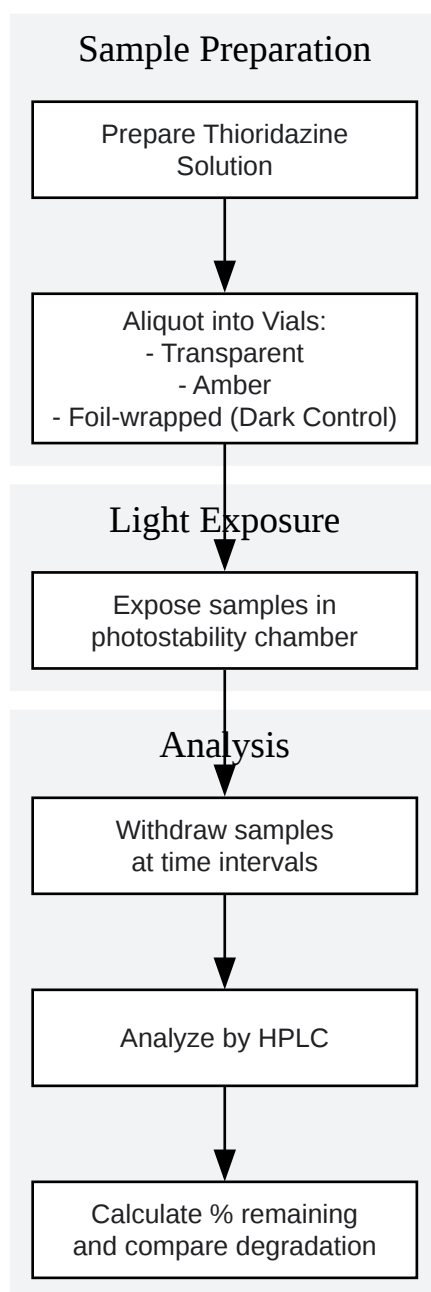 Sample Preparation
Prepare Thioridazine
Solution
Aliquot into Vials:
- Transparent
- Amber
- Foil-wrapped (Dark Control)
Light Exposure
Expose samples in
photostability chamber
Analysis
Withdraw samples
at time intervals
Analyze by HPLC
Calculate % remaining
and compare degradation